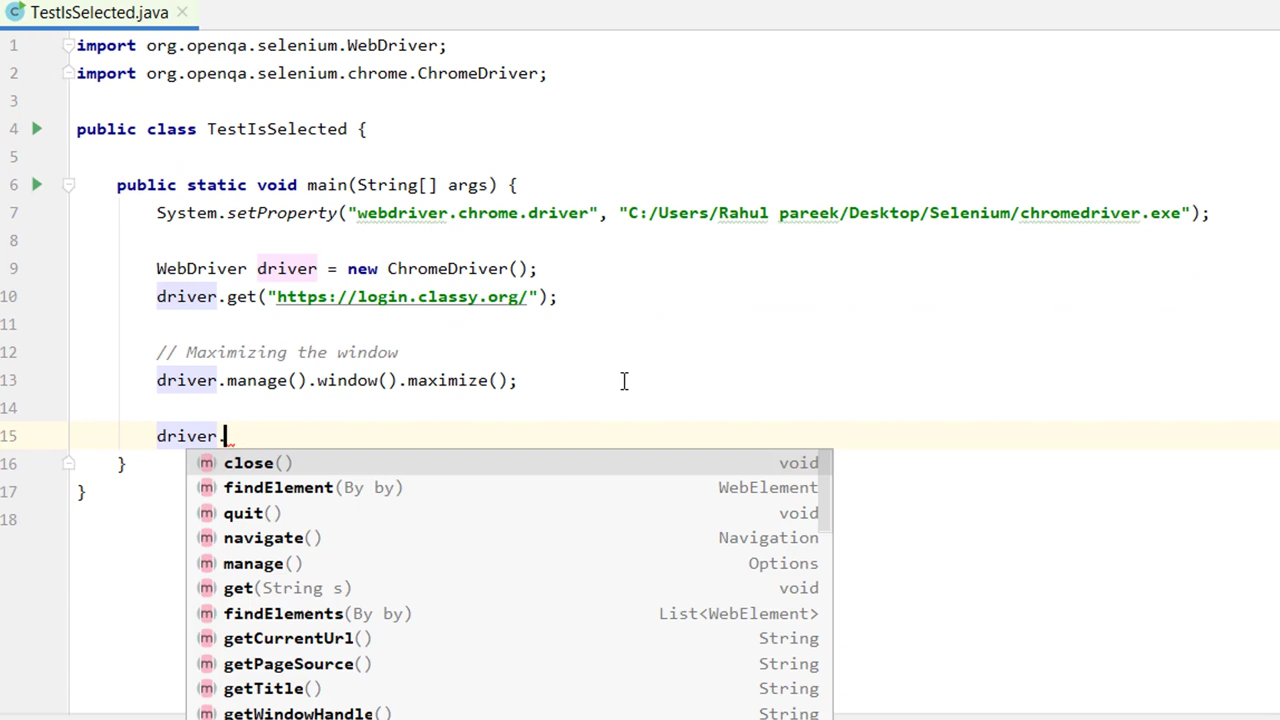 TestIsSelected.java
1 import org.openqa.selenium.WebDriver;
2 import org.openqa.selenium.chrome.ChromeDriver;
3
4 public class TestIsSelected {
5
6 public static void main(String[] args) {
7 System.setProperty("webdriver.chrome.driver", "C:/Users/Rahul pareek/Desktop/Selenium/chromedriver.exe");
8
9 WebDriver driver = new ChromeDriver();
10 driver.get("https://login.classy.org/");
11
12 // Maximizing the window
13 driver.manage().window().maximize();
14
15 driver.
16 }
17 }
18
m close() void
m findElement(By by) WebElement
m quit() void
m navigate() Navigation
m manage() Options
m get(String s) void
m findElements(By by) List<WebElement>
m getCurrentUrl() String
m getPageSource() String
m getTitle() String
m getWindowHandle() String